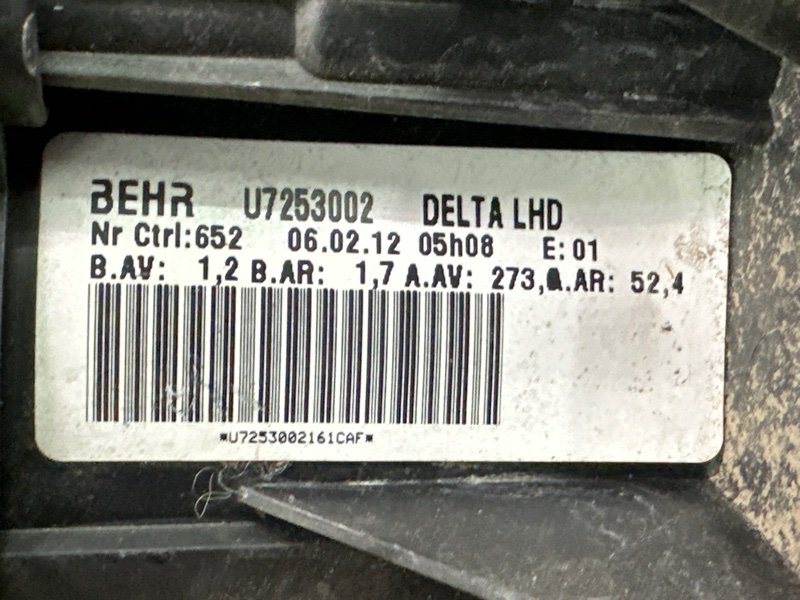 BEHR U7253002 DELTA LHD
Nr Ctrl:652 06.02.12 05h08 E:01
B.AV: 1,2 B.AR: 1,7 A.AV: 273, .AR: 52,4
*U7253002161CAF*